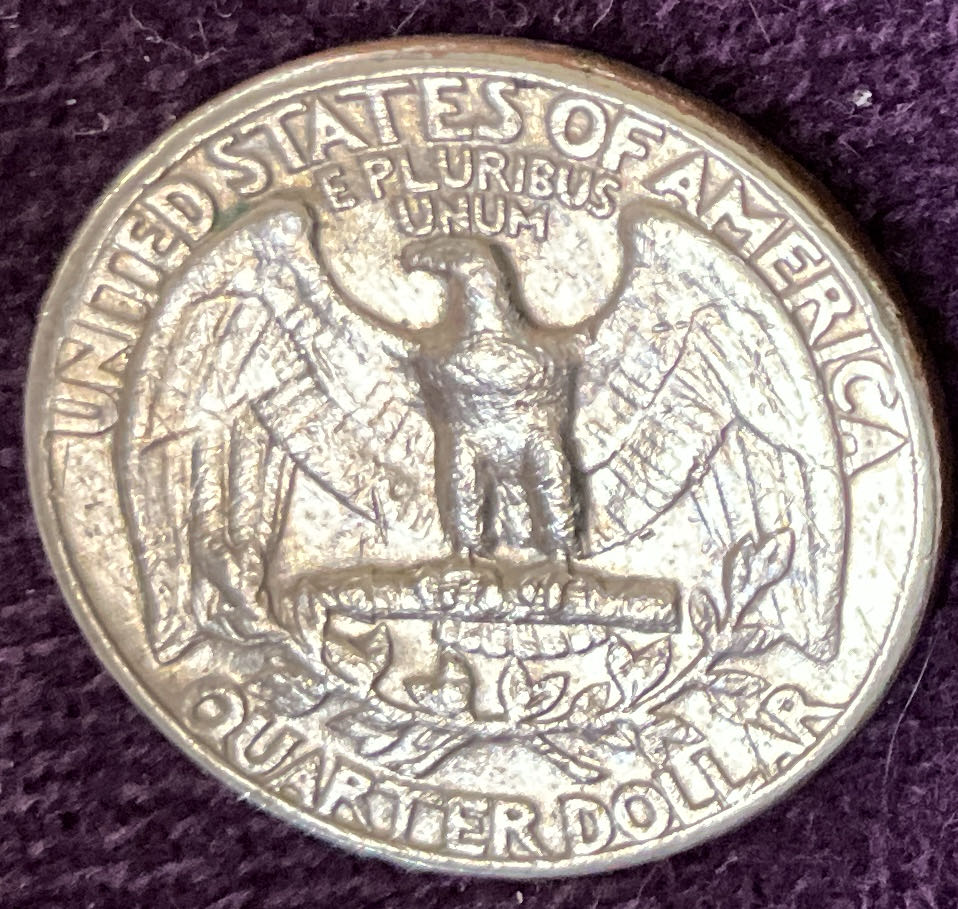 UNITED STATES OF AMERICA
E PLURIBUS
UNUM
QUARTER DOLLAR